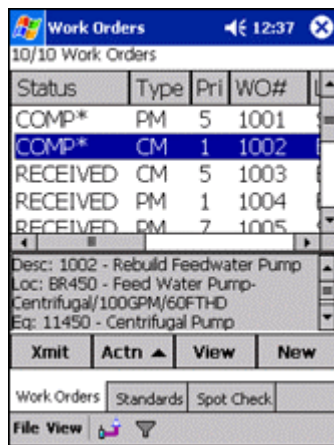 Work Orders 12:37
10/10 Work Orders
Status Type Pri WO#
COMP* PM 5 1001
COMP* CM 1 1002
RECEIVED CM 5 1003
RECEIVED PM 1 1004
RECEIVED PM 7 1005
Desc: 1002 - Rebuild Feedwater Pump
Loc: BR450 - Feed Water Pump-
Centrifugal/100GPM/60FTHD
Eq: 11450 - Centrifugal Pump
Xmit Actn ▲ View New
Work Orders Standards Spot Check
File View